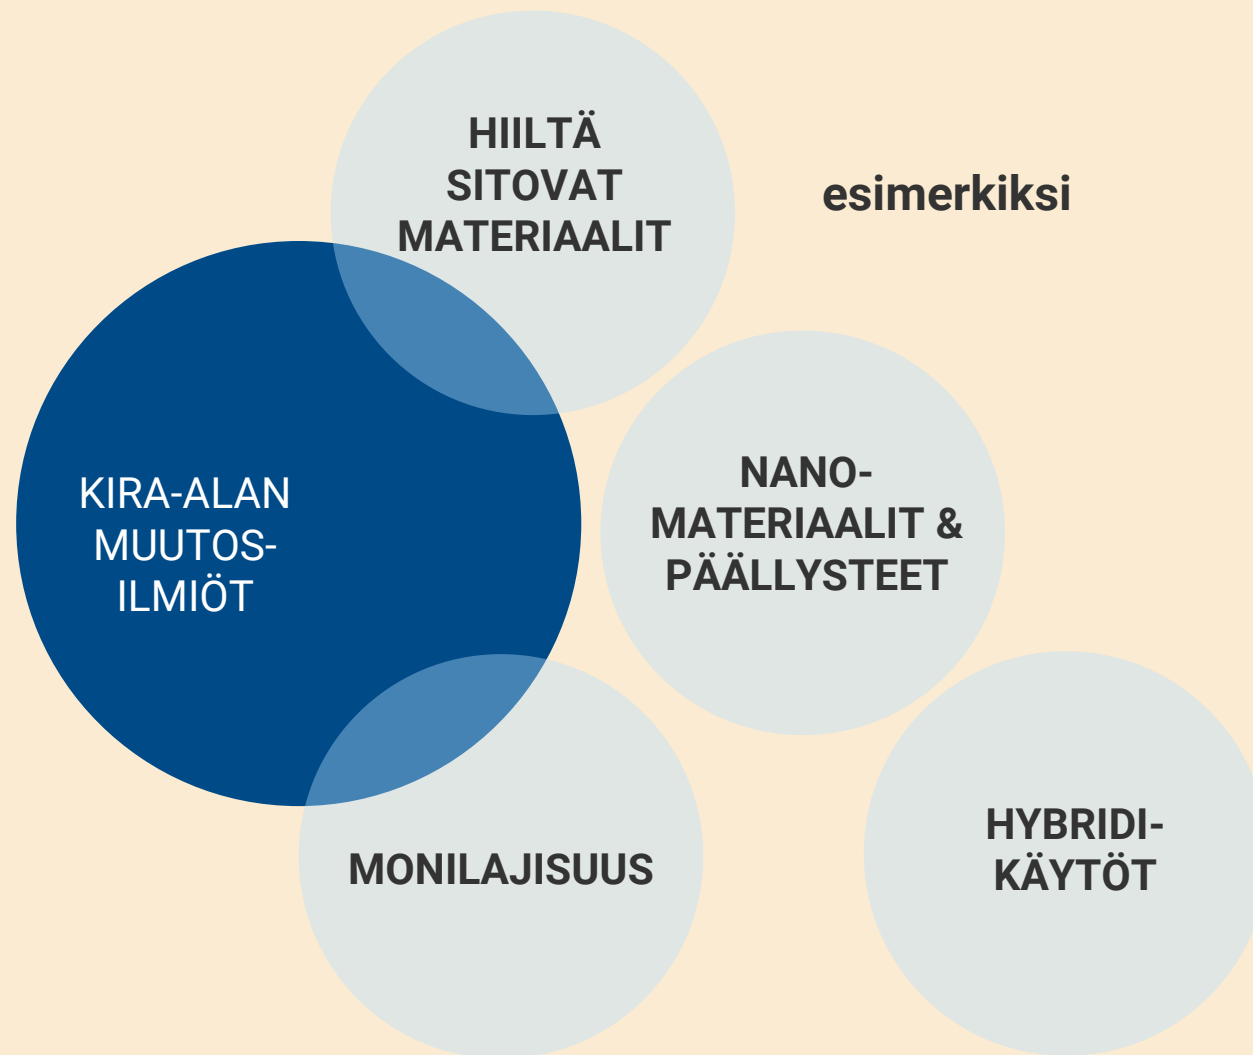 HIILTÄ
SITOVAT
MATERIAALIT
esimerkiksi
KIRA-ALAN
MUUTOS-
ILMIÖT
NANO-
MATERIAALIT &
PÄÄLLYSTEET
MONILAJISUUS
HYBRIDI-
KÄYTÖT